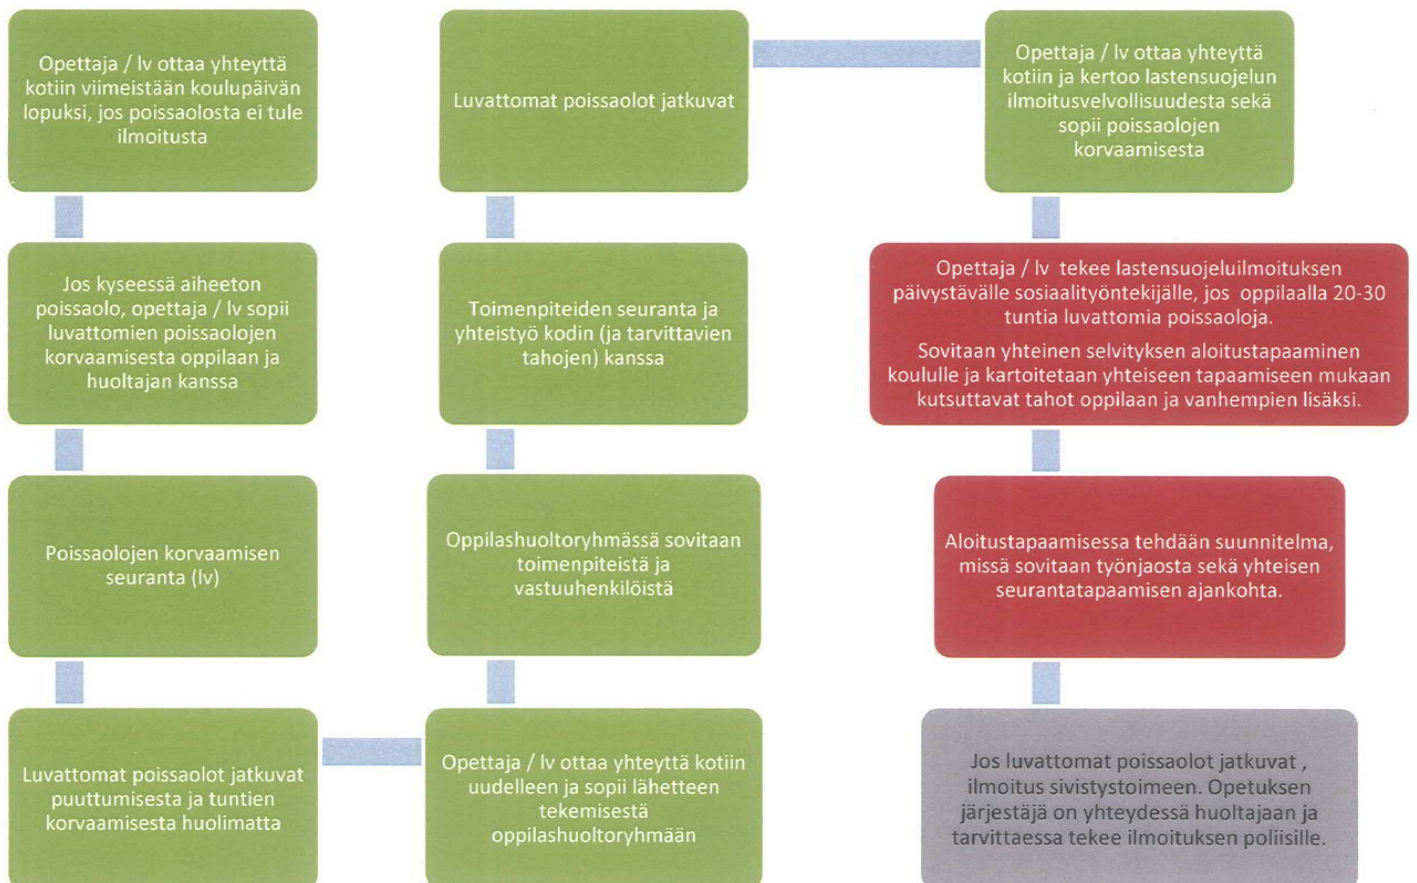 Opettaja / lv ottaa yhteyttä
kotiin viimeistään koulupäivän
lopuksi, jos poissaolosta ei tule
ilmoitusta
Jos kyseessä aiheeton
poissaolo, opettaja / lv sopii
luvattomien poissaolojen
korvaamisesta oppilaan ja
huoltajan kanssa
Poissaolojen korvaamisen
seuranta (lv)
Luvattomat poissaolot jatkuvat
puuttumisesta ja tuntien
korvaamisesta huolimatta
Opettaja / lv ottaa yhteyttä kotiin
uudelleen ja sopii lähetteen
tekemisestä
oppilashuoltoryhmään
Oppilashuoltoryhmässä sovitaan
toimenpiteistä ja
vastuuhenkilöistä
Toimenpiteiden seuranta ja
yhteistyö kodin (ja tarvittavien
tahojen) kanssa
Luvattomat poissaolot jatkuvat
Opettaja / lv ottaa yhteyttä
kotiin ja kertoo lastensuojelun
ilmoitusvelvollisuudesta sekä
sopii poissaolojen
korvaamisesta
Opettaja / lv tekee lastensuojeluilmoituksen
päivystävälle sosiaalityöntekijälle, jos oppilaalla 20-30
tuntia luvattomia poissaoloja.
Sovitaan yhteinen selvityksen aloitustapaaminen
koululle ja kartoitetaan yhteiseen tapaamiseen mukaan
kutsuttavat tahot oppilaan ja vanhempien lisäksi.
Aloitustapaamisessa tehdään suunnitelma,
missä sovitaan työnjaosta sekä yhteisen
seurantatapaamisen ajankohta.
Jos luvattomat poissaolot jatkuvat ,
ilmoitus sivistystoimeen. Opetuksen
järjestäjä on yhteydessä huoltajaan ja
tarvittaessa tekee ilmoituksen poliisille.